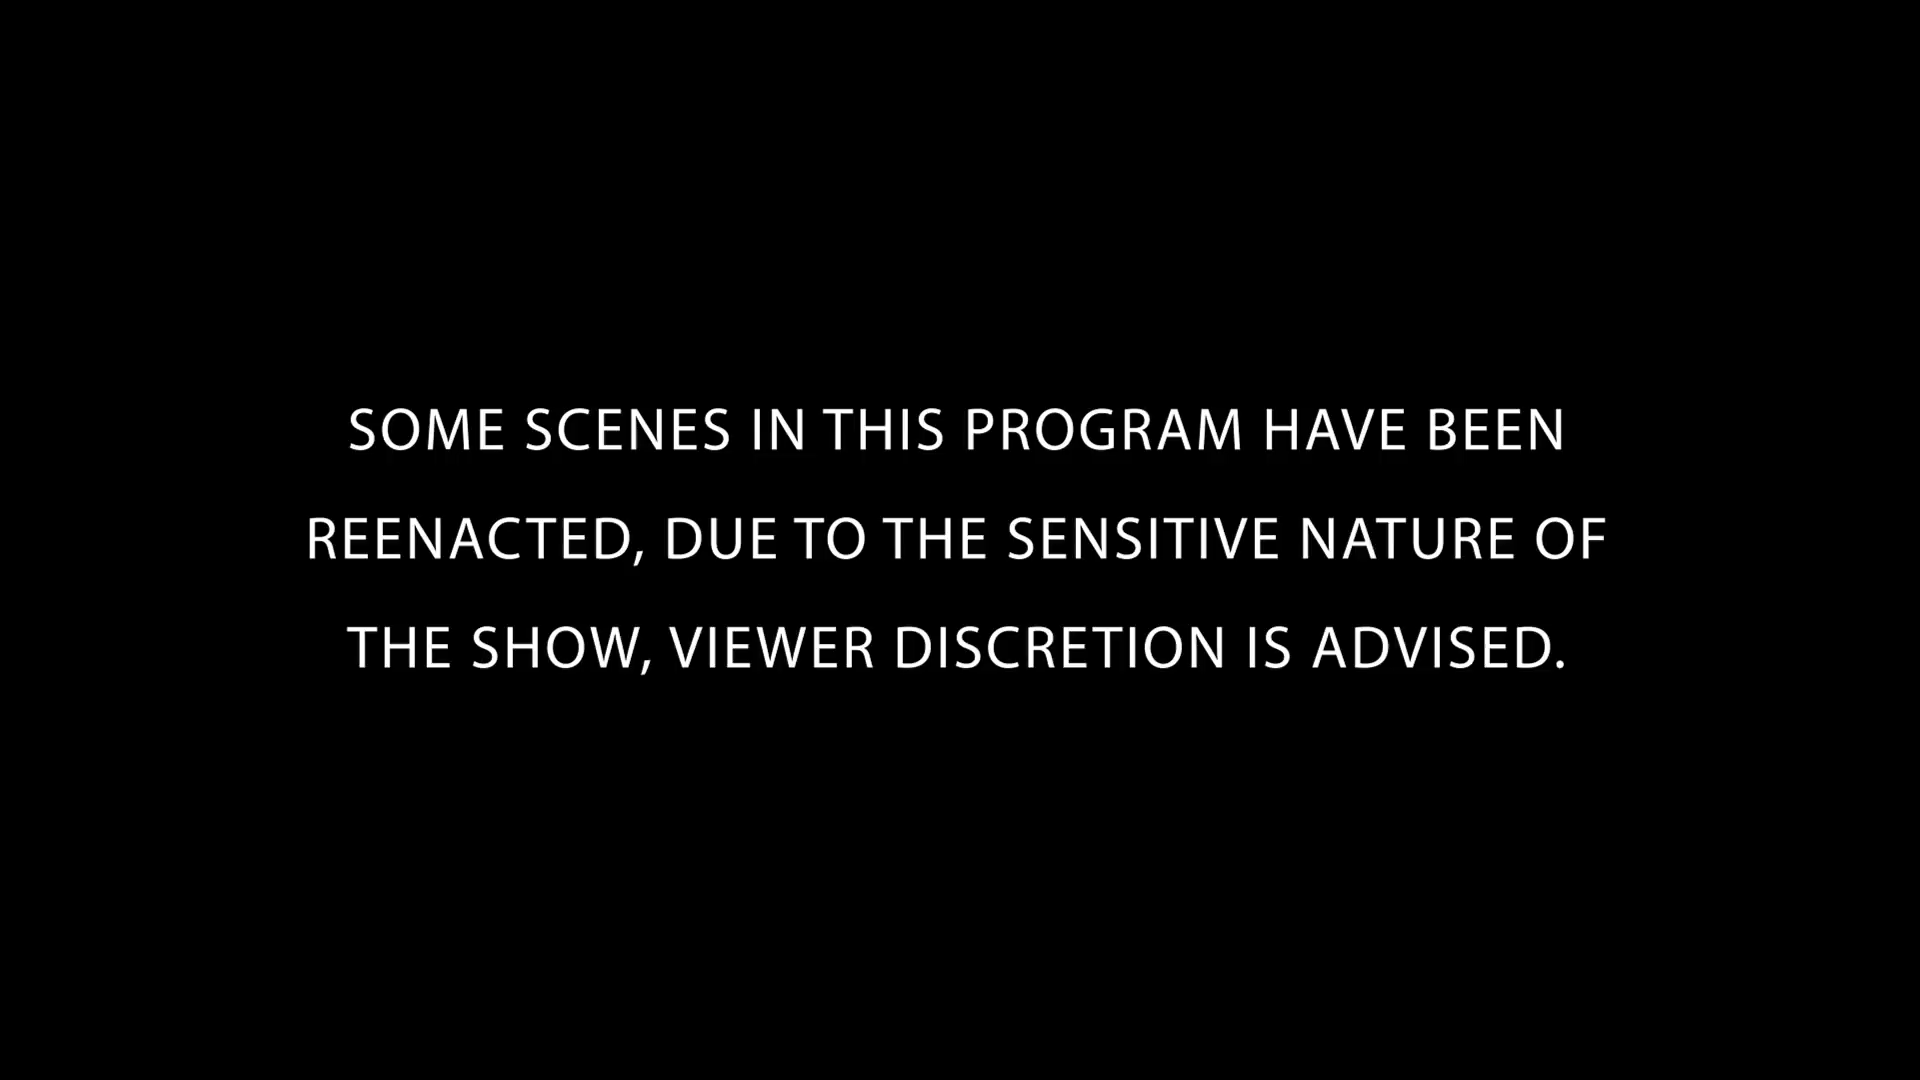 SOME SCENES IN THIS PROGRAM HAVE BEEN
REENACTED, DUE TO THE SENSITIVE NATURE OF
THE SHOW, VIEWER DISCRETION IS ADVISED.